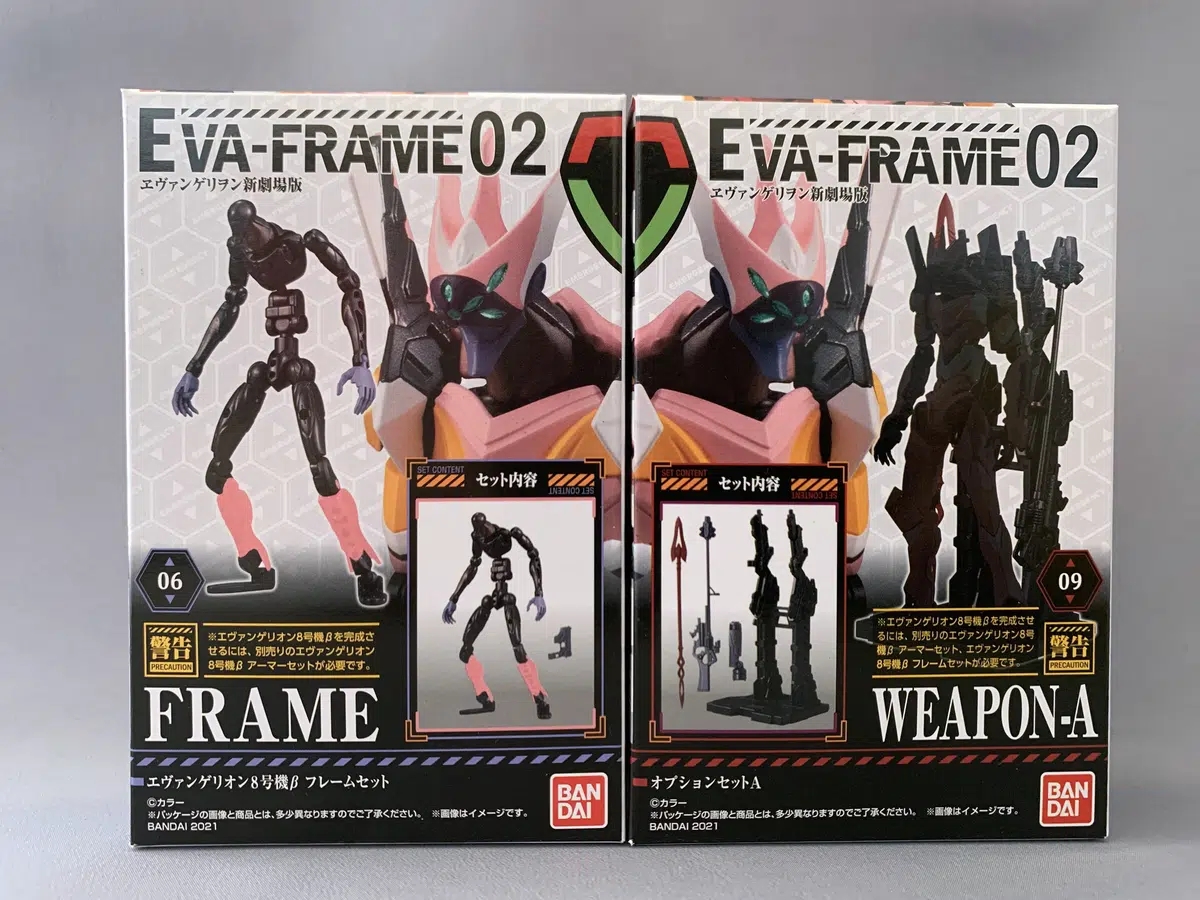 EVA-FRAME 02
ヱヴァンゲリヲン新劇場版
EMERGENCY
SET CONTENT
セット内容
SET CONTENT
06
警告
PRECAUTION
※エヴァンゲリオン8号機βを完成さ
せるには、別売りのエヴァンゲリオン
8号機β アーマーセットが必要です。
FRAME
エヴァンゲリオン8号機β フレームセット
©カラー
※パッケージの画像と商品とは、多少異なりますのでご了承ください。 ※画像はイメージです。
BANDAI 2021
BAN
DAI
EVA-FRAME 02
ヱヴァンゲリヲン新劇場版
EMERGENCY
SET CONTENT
セット内容
SET CONTENT
09
※エヴァンゲリオン8号機βを完成さ
せるには、別売りのエヴァンゲリオン8号
機β アーマーセット、エヴァンゲリオン
8号機β フレームセットが必要です。
警告
PRECAUTION
WEAPON-A
オプションセットA
©カラー
※パッケージの画像と商品とは、多少異なりますのでご了承ください。 ※画像はイメージです。
BANDAI 2021
BAN
DAI